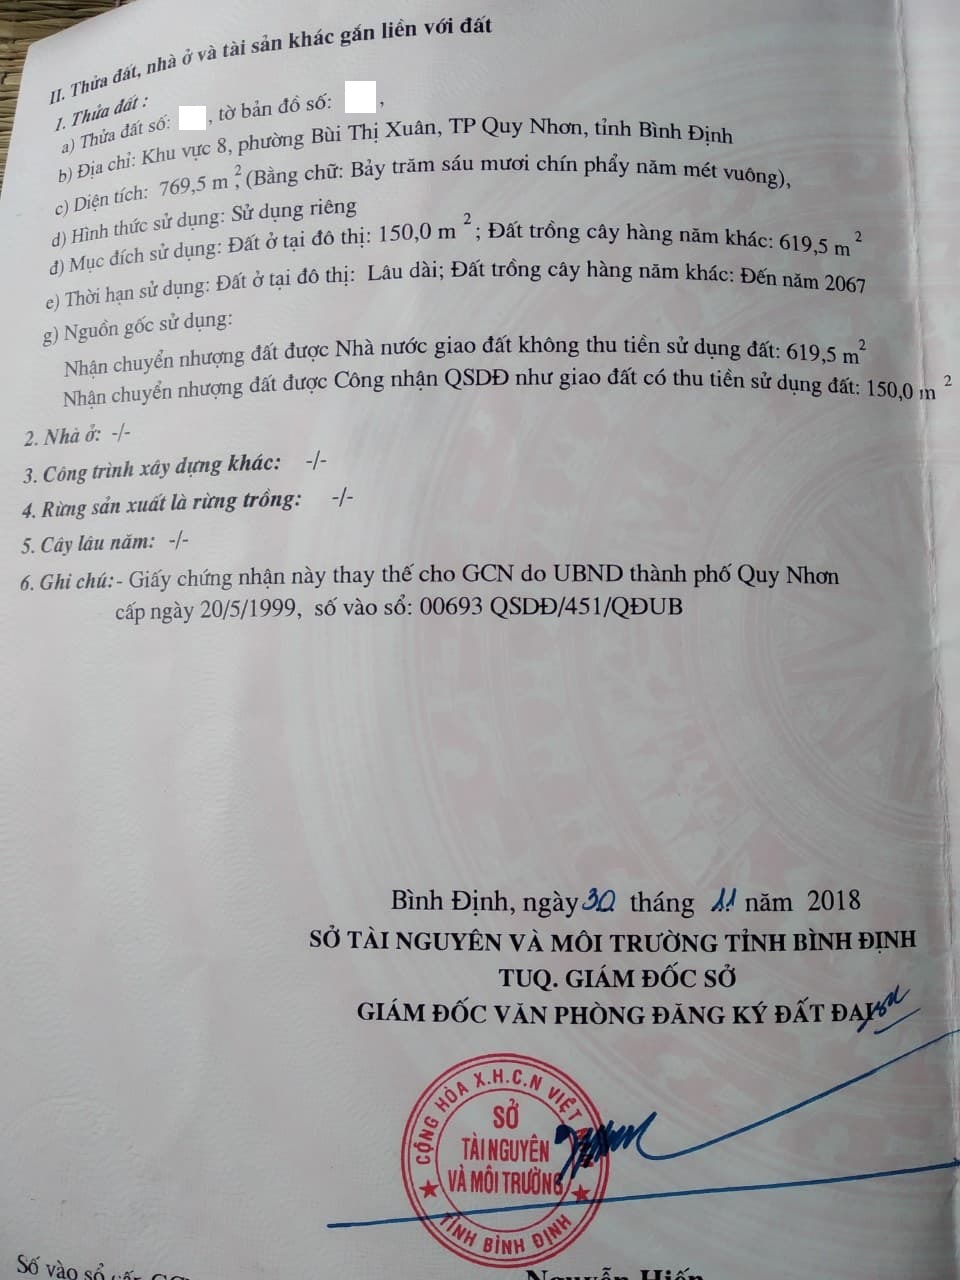 II. Thửa đất, nhà ở và tài sản khác gắn liền với đất
1. Thửa đất :
a) Thửa đất số: , tờ bản đồ số: ,
b) Địa chỉ: Khu vực 8, phường Bùi Thị Xuân, TP Quy Nhơn, tỉnh Bình Định
c) Diện tích: 769,5 m², (Bằng chữ: Bảy trăm sáu mươi chín phẩy năm mét vuông),
d) Hình thức sử dụng: Sử dụng riêng
đ) Mục đích sử dụng: Đất ở tại đô thị: 150,0 m²; Đất trồng cây hàng năm khác: 619,5 m²
e) Thời hạn sử dụng: Đất ở tại đô thị: Lâu dài; Đất trồng cây hàng năm khác: Đến năm 2067
g) Nguồn gốc sử dụng:
Nhận chuyển nhượng đất được Nhà nước giao đất không thu tiền sử dụng đất: 619,5 m²
Nhận chuyển nhượng đất được Công nhận QSDĐ như giao đất có thu tiền sử dụng đất: 150,0 m²
2. Nhà ở: -/-
3. Công trình xây dựng khác: -/-
4. Rừng sản xuất là rừng trồng: -/-
5. Cây lâu năm: -/-
6. Ghi chú:- Giấy chứng nhận này thay thế cho GCN do UBND thành phố Quy Nhơn
cấp ngày 20/5/1999, số vào sổ: 00693 QSDĐ/451/QĐUB
Bình Định, ngày 30 tháng 11 năm 2018
SỞ TÀI NGUYÊN VÀ MÔI TRƯỜNG TỈNH BÌNH ĐỊNH
TUQ. GIÁM ĐỐC SỞ
GIÁM ĐỐC VĂN PHÒNG ĐĂNG KÝ ĐẤT ĐAI
CỘNG HÒA X.H.C.N VIỆT
SỞ
TÀI NGUYÊN
VÀ MÔI TRƯỜNG
TỈNH BÌNH ĐỊNH
Số vào sổ cấp
Nguyễn Hiến